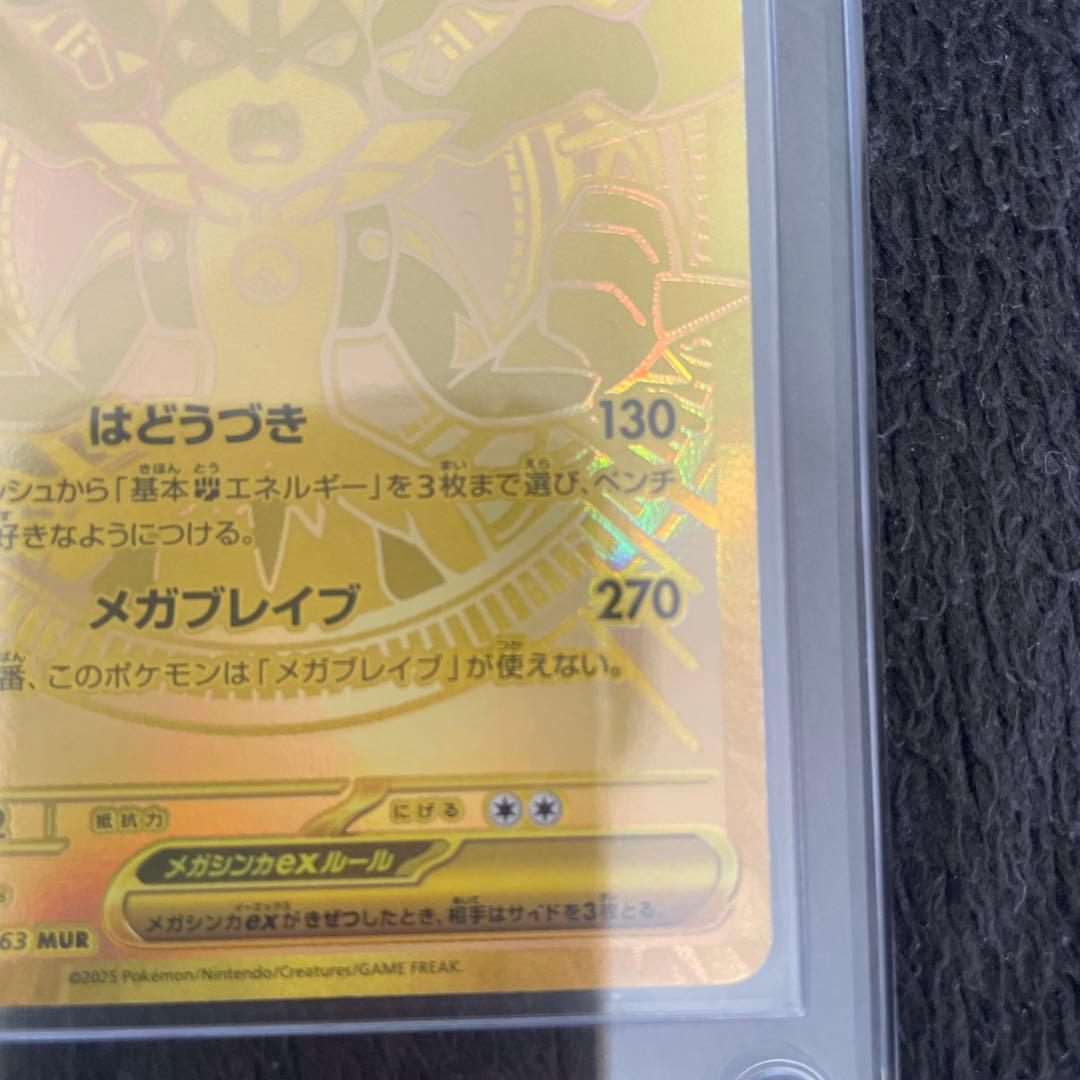 はどうづき 130
ッシュから「基本エネルギー」を3枚まで選び、ベンチ
好きなようにつける。
メガブレイブ 270
番、このポケモンは「メガブレイブ」が使えない。
2 抵抗力 にげる
メガシンカexルール
メガシンカexがきぜつしたとき、相手はサイドを3枚とる。
63 MUR
©2025 Pokémon/Nintendo/Creatures/GAME FREAK.